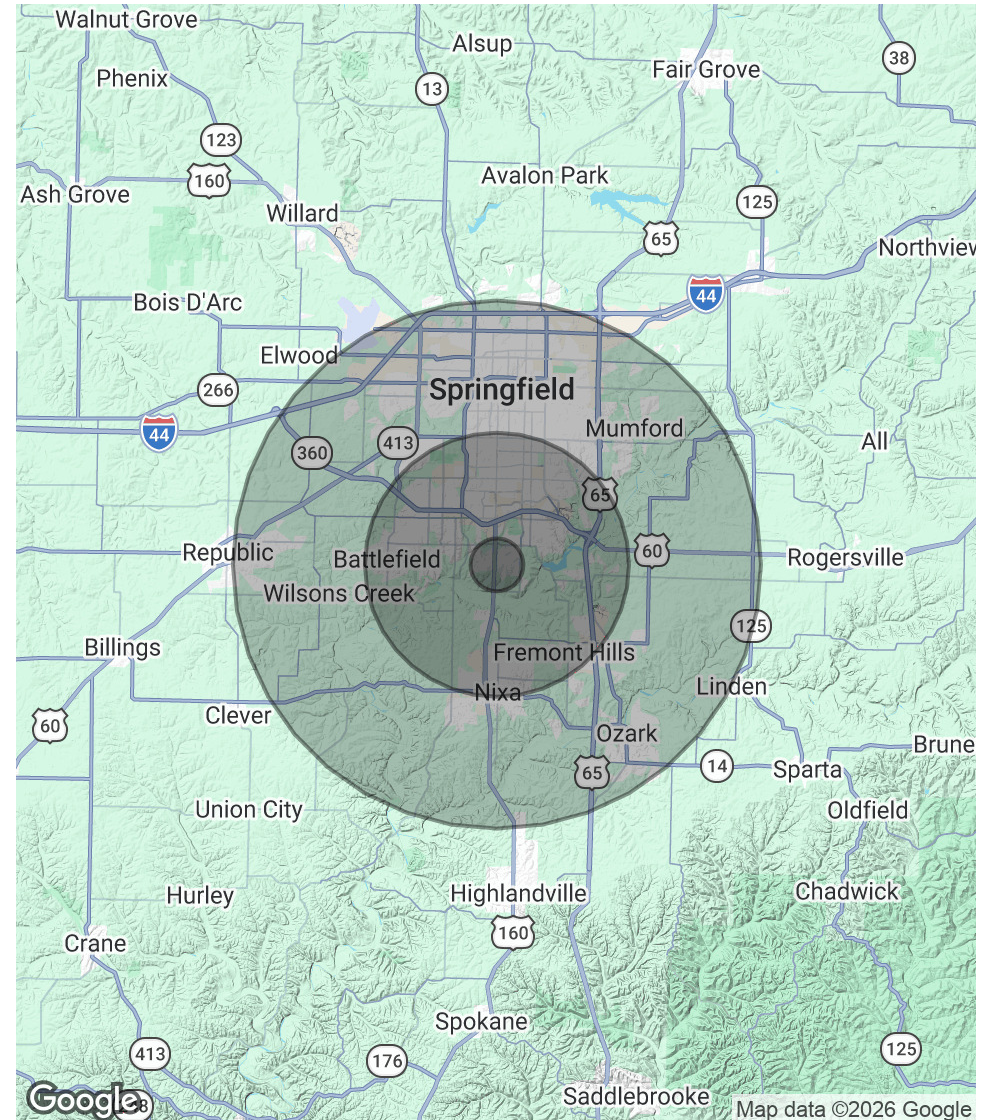 Walnut Grove
Alsup
38
Fair Grove
Phenix
13
123
160
Avalon Park
Ash Grove
125
Willard
65
Northview
44
Bois D'Arc
Elwood
266
Springfield
Mumford
44
413
All
360
65
Republic
Battlefield
60
Rogersville
Wilsons Creek
125
Billings
Fremont Hills
Linden
Nixa
60
Clever
Ozark
Brune
65
14
Sparta
Union City
Oldfield
Hurley
Highlandville
Chadwick
160
Crane
Spokane
413
176
125
Saddlebrooke
Google
Map data ©2026 Google